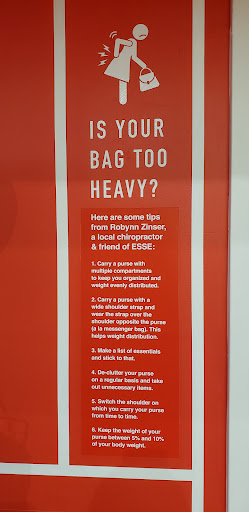 IS YOUR
BAG TOO
HEAVY?
Here are some tips
from Robynn Zinser,
a local chiropractor
& friend of ESSE:
1. Carry a purse with
multiple compartments
to keep you organized and
weight evenly distributed.
2. Carry a purse with a
wide shoulder strap and
wear the strap over the
shoulder opposite the purse
(a la messenger bag). This
helps weight distribution.
3. Make a list of essentials
and stick to that.
4. De-clutter your purse
on a regular basis and take
out unnecessary items.
5. Switch the shoulder on
which you carry your purse
from time to time.
6. Keep the weight of your
purse between 5% and 10%
of your body weight.